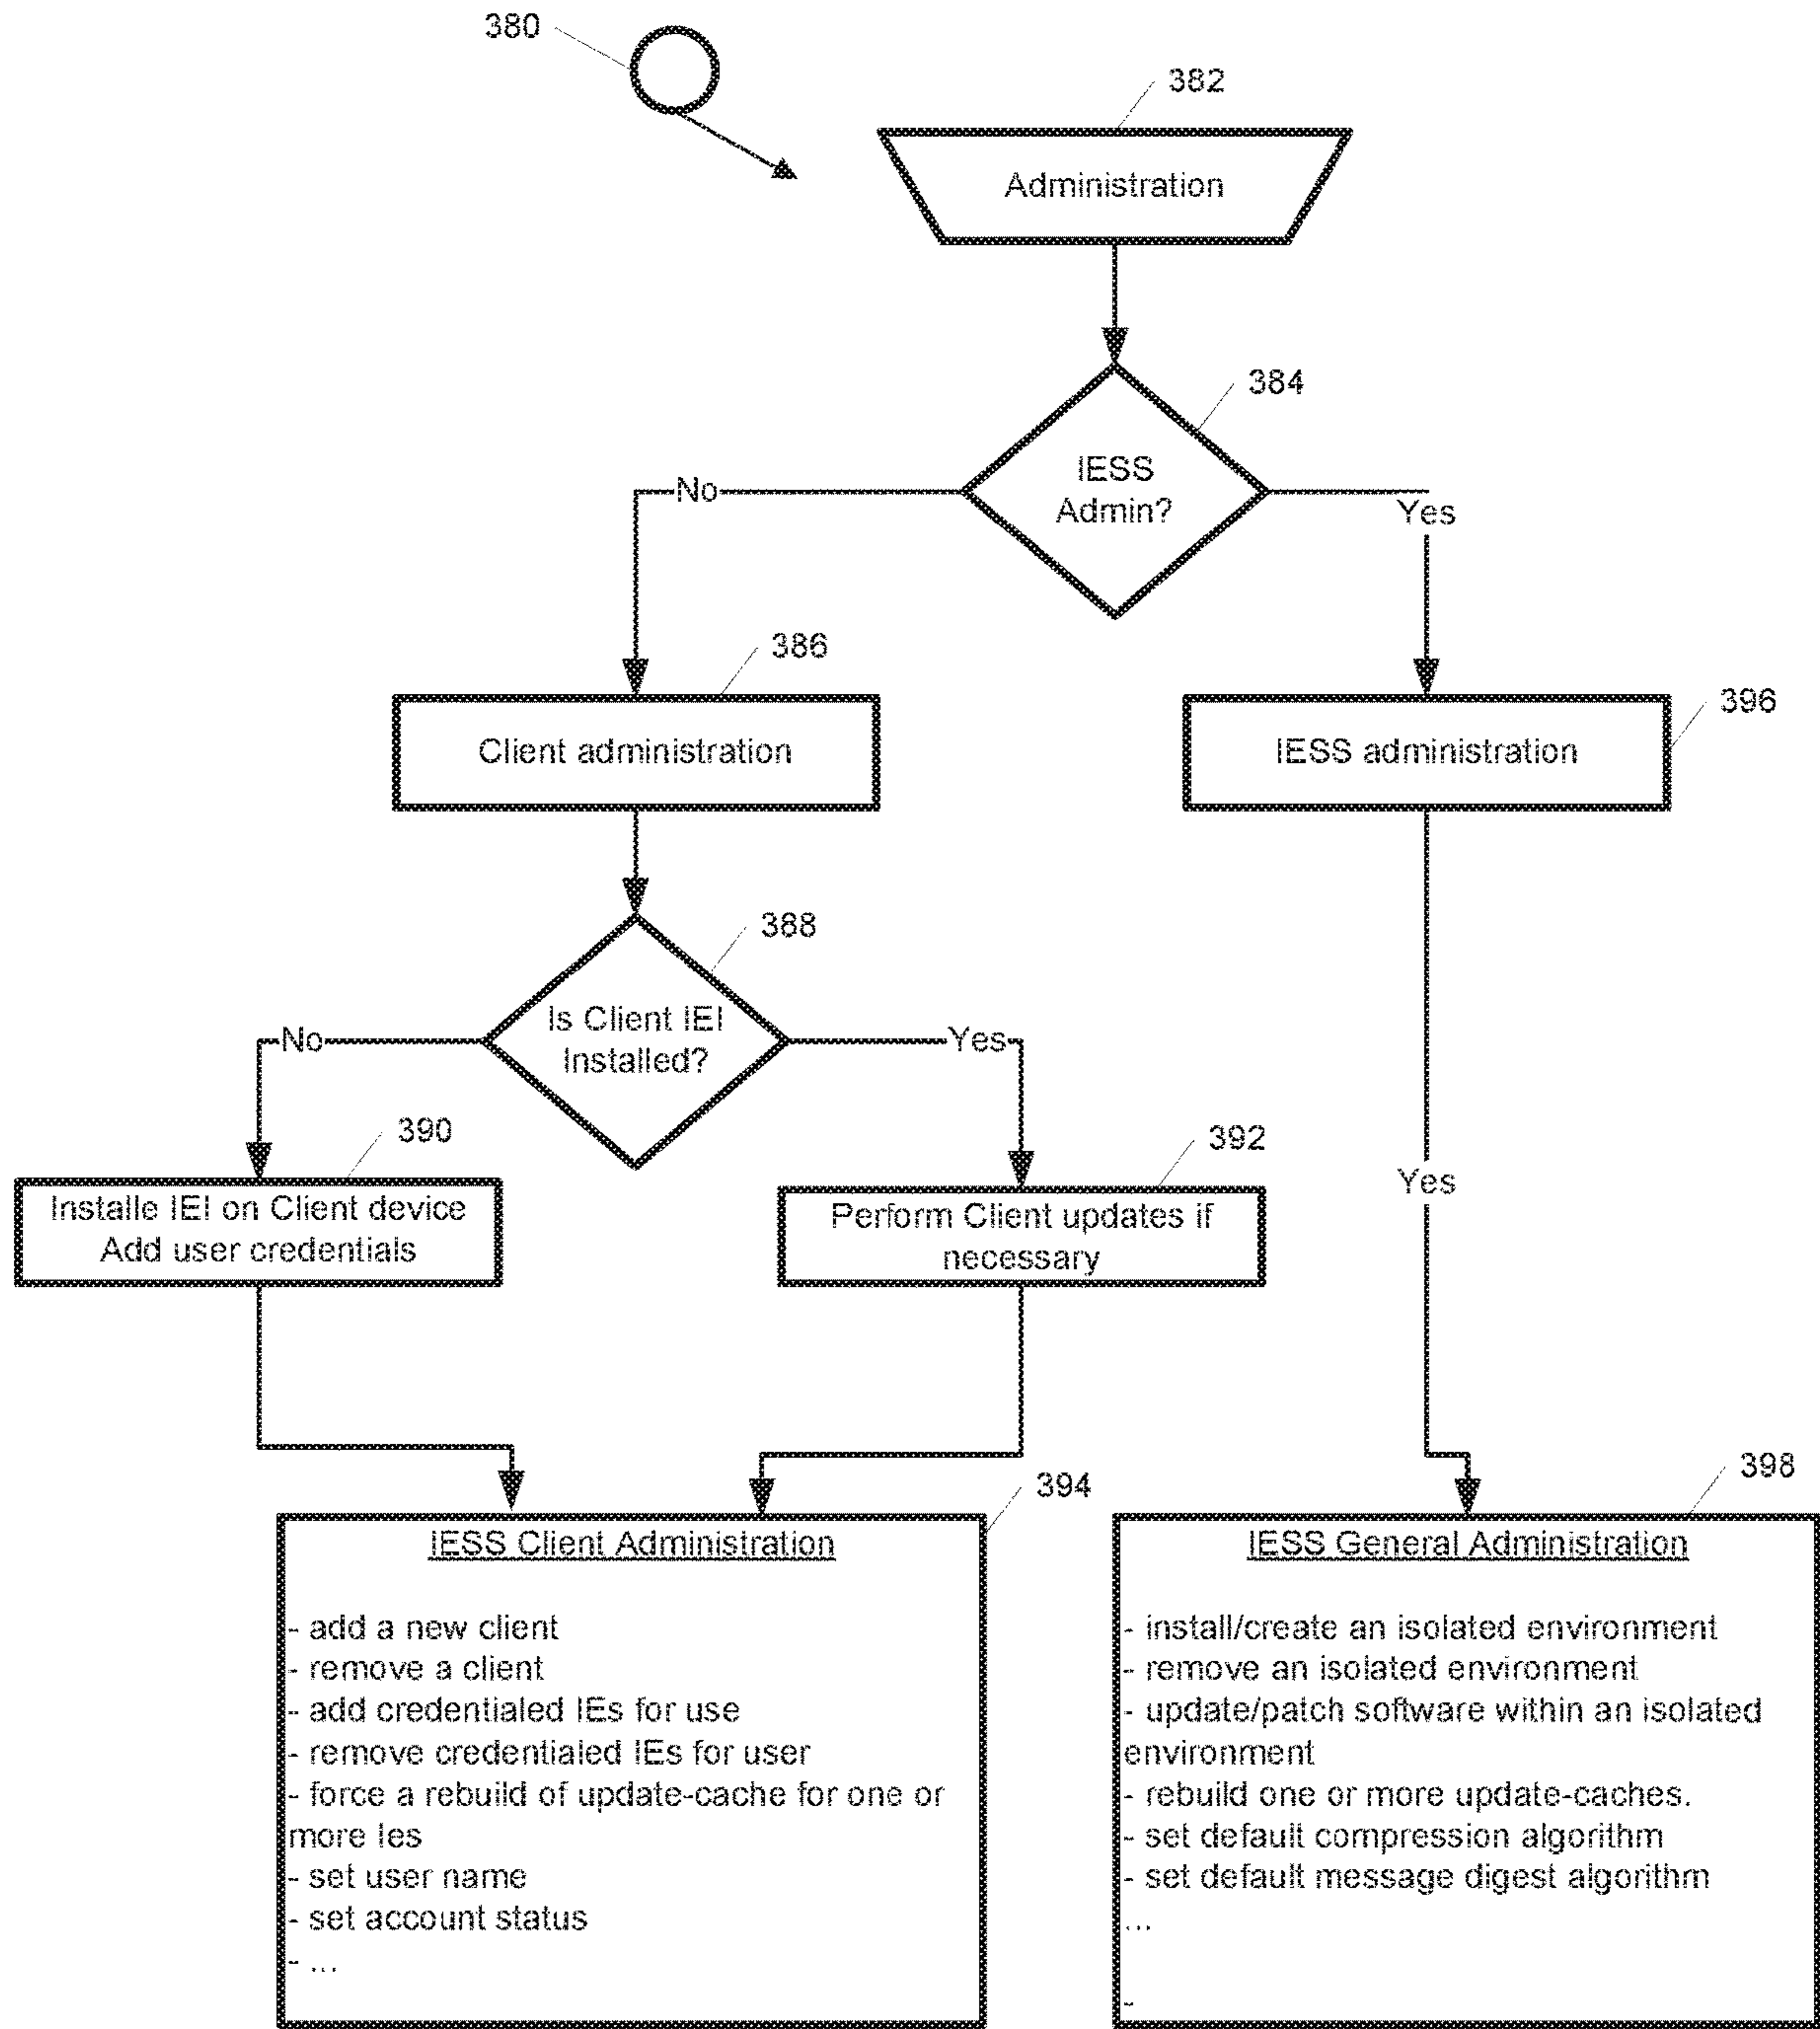 380
382
Administration
384
IESS
Admin?
No
Yes
386
396
Client administration
IESS administration
388
Is Client IEI
Installed?
No
Yes
390
392
Installe IEI on Client device
Add user credentials
Perform Client updates if
necessary
Yes
394
398
IESS Client Administration
- add a new client
- remove a client
- add credentialed IEs for use
- remove credentialed IEs for user
- force a rebuild of update-cache for one or
more Ies
- set user name
- set account status
- ...
IESS General Administration
- install/create an isolated environment
- remove an isolated environment
- update/patch software within an isolated
environment
- rebuild one or more update-caches.
- set default compression algorithm
- set default message digest algorithm
...
-